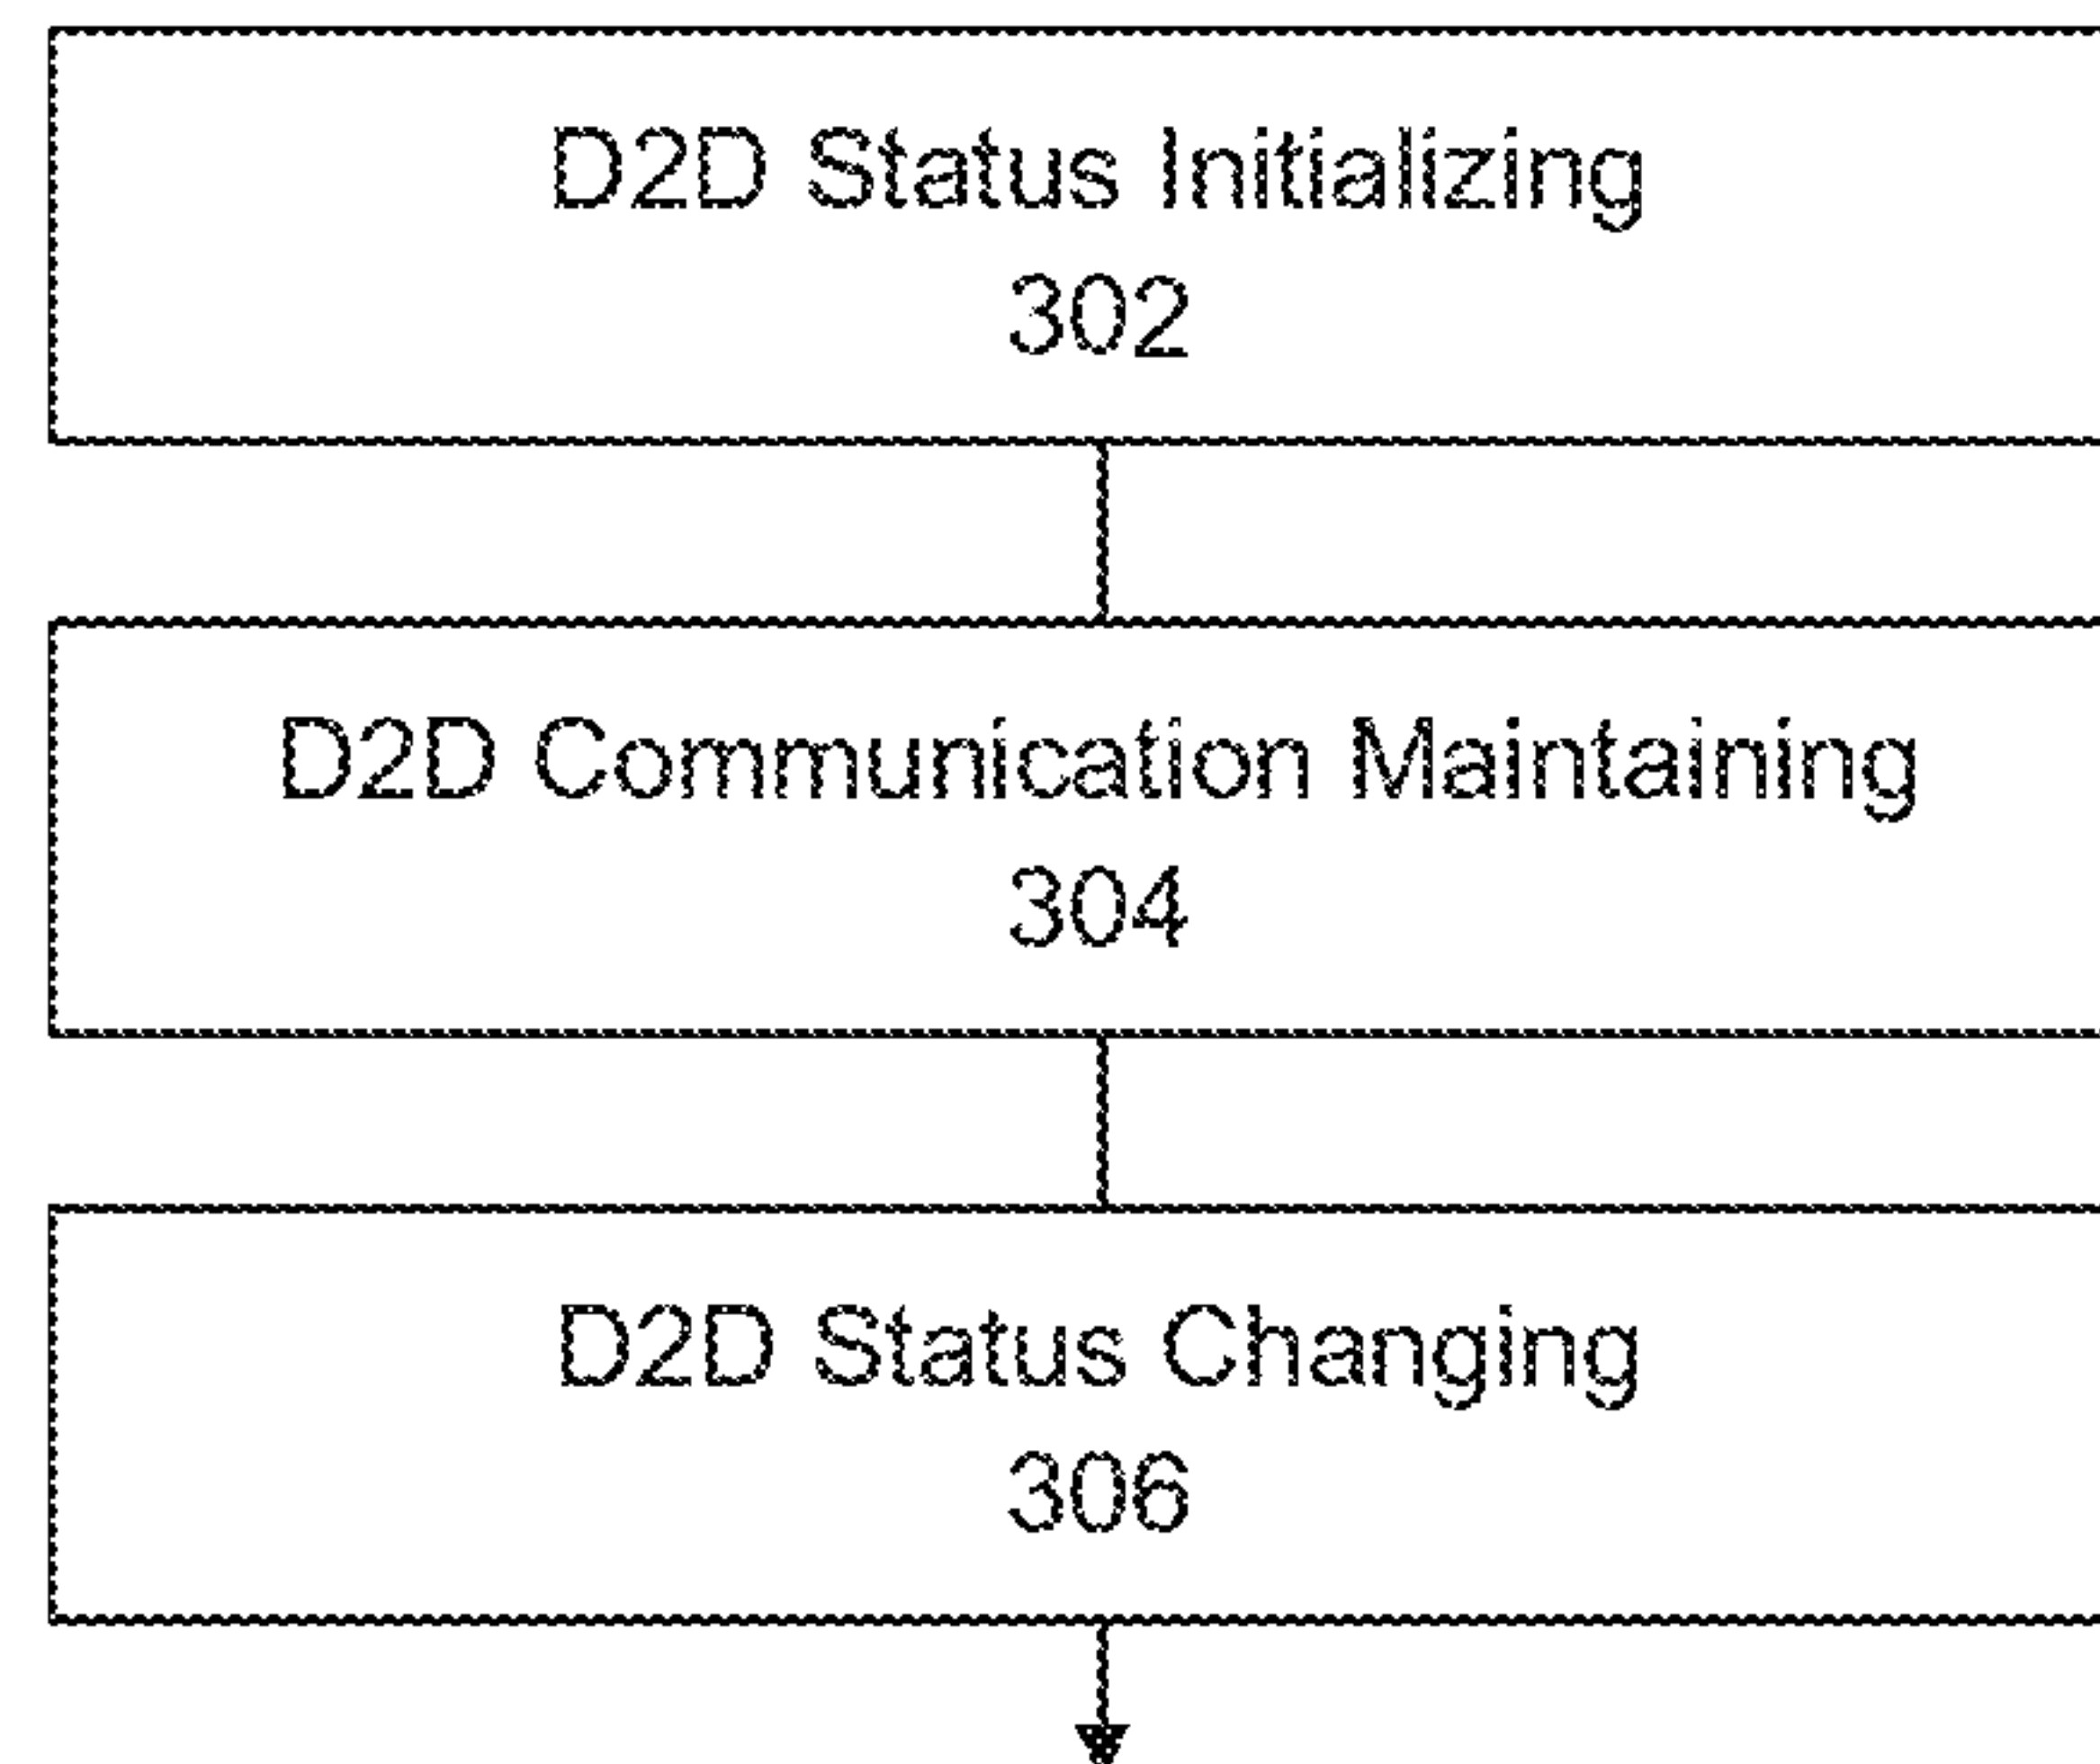 D2D Status Initializing
302
D2D Communication Maintaining
304
D2D Status Changing
306